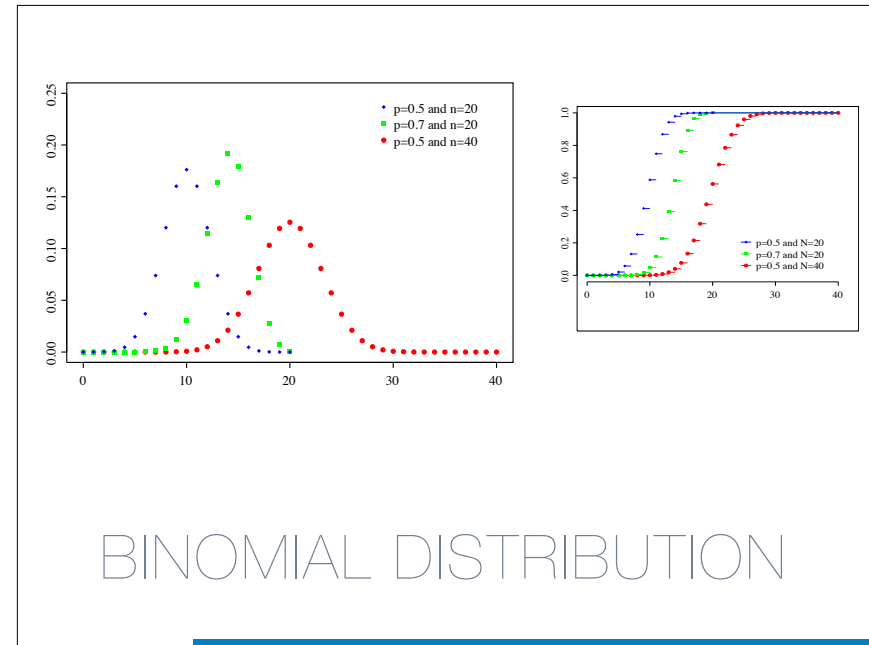 0.25
0.20
0.15
0.10
0.05
0.00
0 10 20 30 40
p=0.5 and n=20
p=0.7 and n=20
p=0.5 and n=40
1.0
0.8
0.6
0.4
0.2
0.0
0 10 20 30 40
p=0.5 and N=20
p=0.7 and N=20
p=0.5 and N=40
BINOMIAL DISTRIBUTION